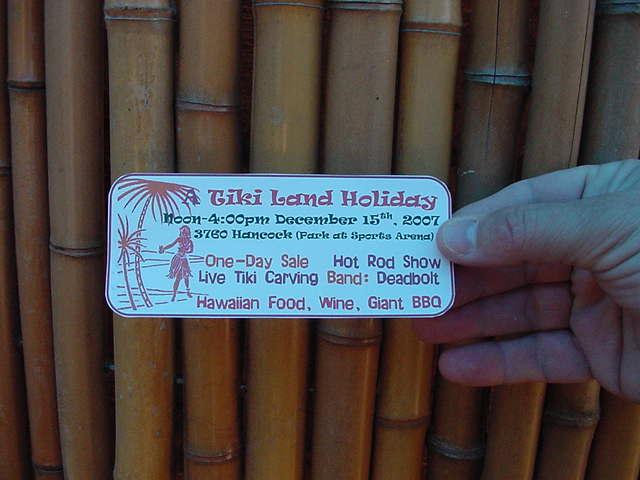 A Tiki Land Holiday
Noon-4:00pm December 15th, 2007
3760 Hancock (Park at Sports Arena)
One-Day Sale Hot Rod Show
Live Tiki Carving Band: Deadbolt
Hawaiian Food, Wine, Giant BBQ